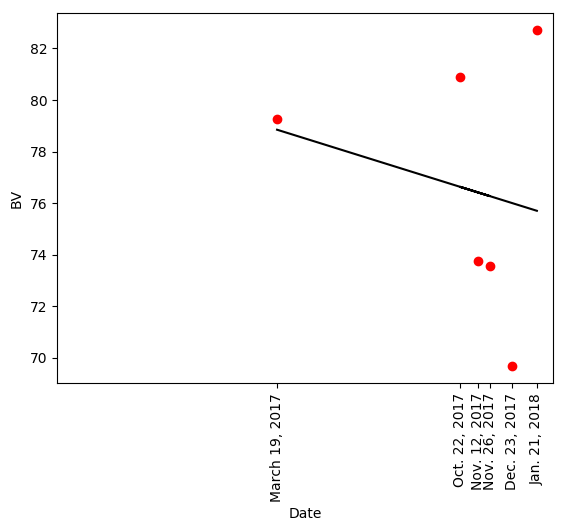 82
80
78
76
74
72
70
BV
March 19, 2017
Oct. 22, 2017
Nov. 12, 2017
Nov. 26, 2017
Dec. 23, 2017
Jan. 21, 2018
Date